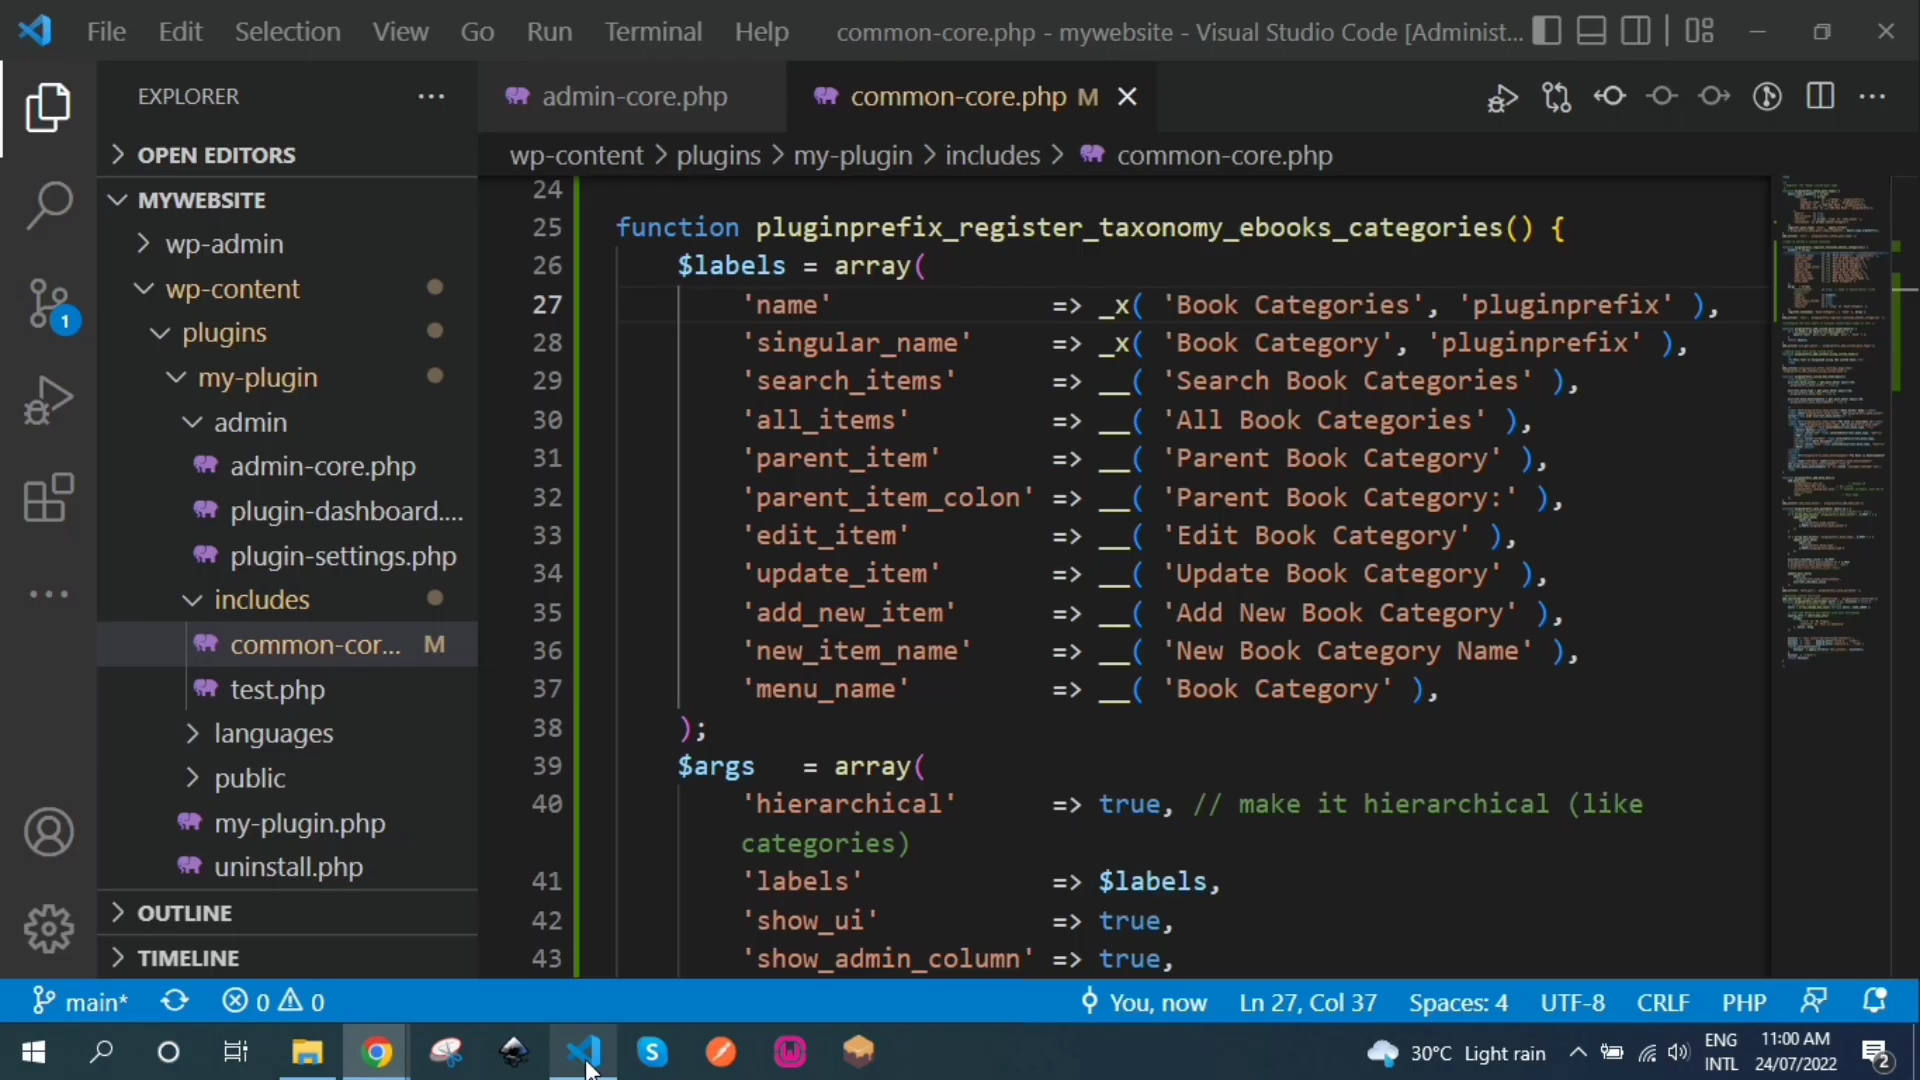 File Edit Selection View Go Run Terminal Help common-core.php - mywebsite - Visual Studio Code [Administ...
EXPLORER
admin-core.php common-core.php M
OPEN EDITORS
wp-content > plugins > my-plugin > includes > common-core.php
MYWEBSITE
wp-admin
wp-content
plugins
my-plugin
admin
admin-core.php
plugin-dashboard....
plugin-settings.php
includes
common-cor... M
test.php
languages
public
my-plugin.php
uninstall.php
OUTLINE
TIMELINE
1
24
25 function pluginprefix_register_taxonomy_ebooks_categories() {
26 $labels = array(
27 'name' => _x( 'Book Categories', 'pluginprefix' ),
28 'singular_name' => _x( 'Book Category', 'pluginprefix' ),
29 'search_items' => __( 'Search Book Categories' ),
30 'all_items' => __( 'All Book Categories' ),
31 'parent_item' => __( 'Parent Book Category' ),
32 'parent_item_colon' => __( 'Parent Book Category:' ),
33 'edit_item' => __( 'Edit Book Category' ),
34 'update_item' => __( 'Update Book Category' ),
35 'add_new_item' => __( 'Add New Book Category' ),
36 'new_item_name' => __( 'New Book Category Name' ),
37 'menu_name' => __( 'Book Category' ),
38 );
39 $args = array(
40 'hierarchical' => true, // make it hierarchical (like
categories)
41 'labels' => $labels,
42 'show_ui' => true,
43 'show_admin_column' => true,
main* 0 0 You, now Ln 27, Col 37 Spaces: 4 UTF-8 CRLF PHP
30°C Light rain ENG INTL 11:00 AM 24/07/2022 2